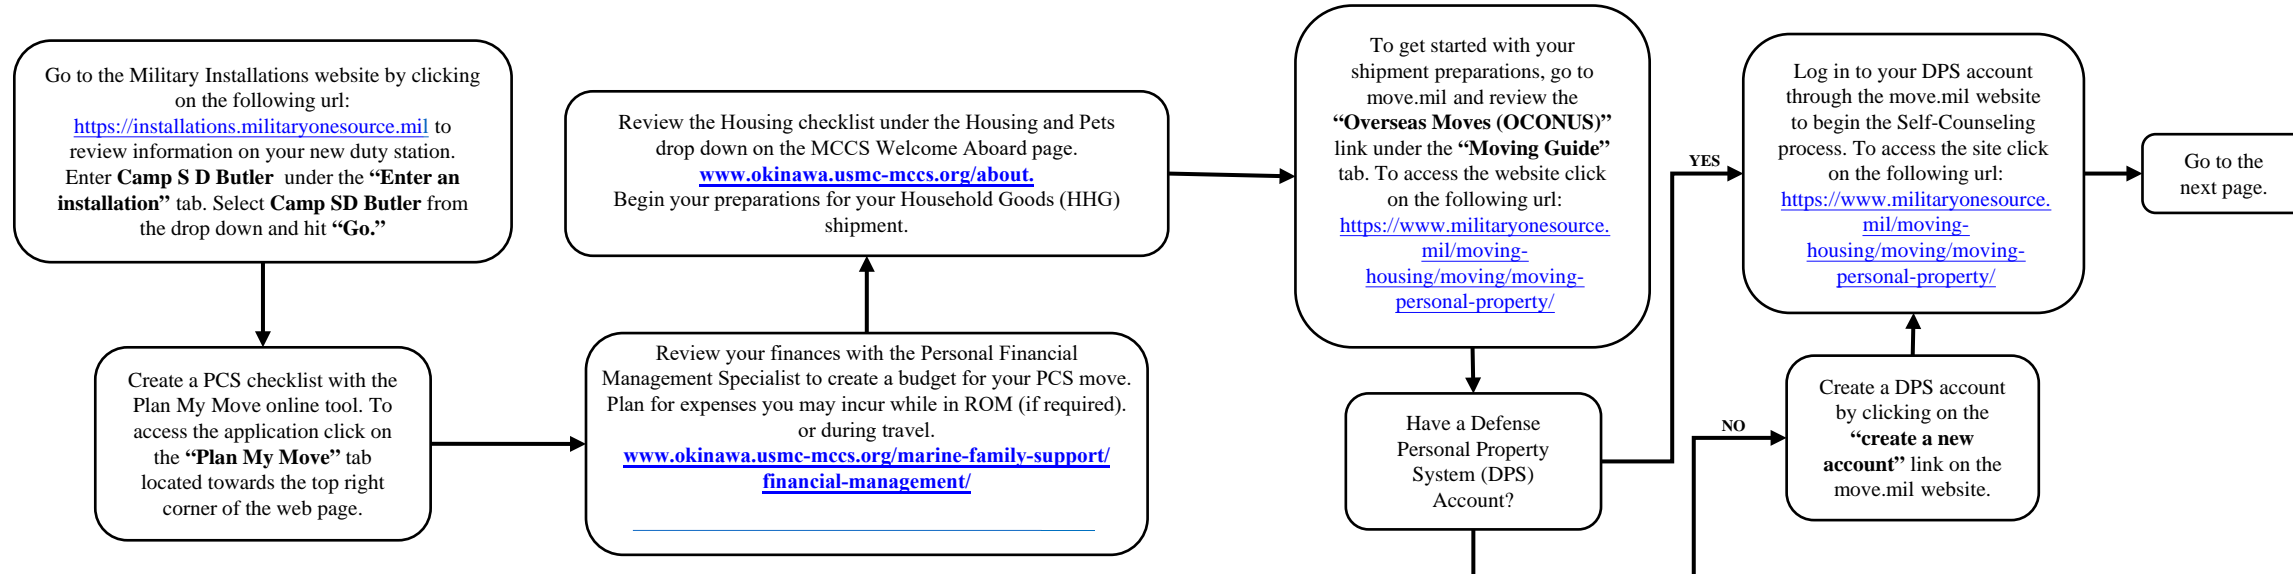 Go to the Military Installations website by clicking
on the following url:
https://installations.militaryonesource.mil to
review information on your new duty station.
Enter Camp S D Butler under the “Enter an
installation” tab. Select Camp SD Butler from
the drop down and hit “Go.”
Create a PCS checklist with the
Plan My Move online tool. To
access the application click on
the “Plan My Move” tab
located towards the top right
corner of the web page.
Review your finances with the Personal Financial
Management Specialist to create a budget for your PCS move.
Plan for expenses you may incur while in ROM (if required).
or during travel.
www.okinawa.usmc-mccs.org/marine-family-support/
financial-management/
Review the Housing checklist under the Housing and Pets
drop down on the MCCS Welcome Aboard page.
www.okinawa.usmc-mccs.org/about.
Begin your preparations for your Household Goods (HHG)
shipment.
To get started with your
shipment preparations, go to
move.mil and review the
“Overseas Moves (OCONUS)”
link under the “Moving Guide”
tab. To access the website click
on the following url:
https://www.militaryonesource.
mil/moving-
housing/moving/moving-
personal-property/
Have a Defense
Personal Property
System (DPS)
Account?
YES
NO
Create a DPS account
by clicking on the
“create a new
account” link on the
move.mil website.
Log in to your DPS account
through the move.mil website
to begin the Self-Counseling
process. To access the site click
on the following url:
https://www.militaryonesource.
mil/moving-
housing/moving/moving-
personal-property/
Go to the
next page.